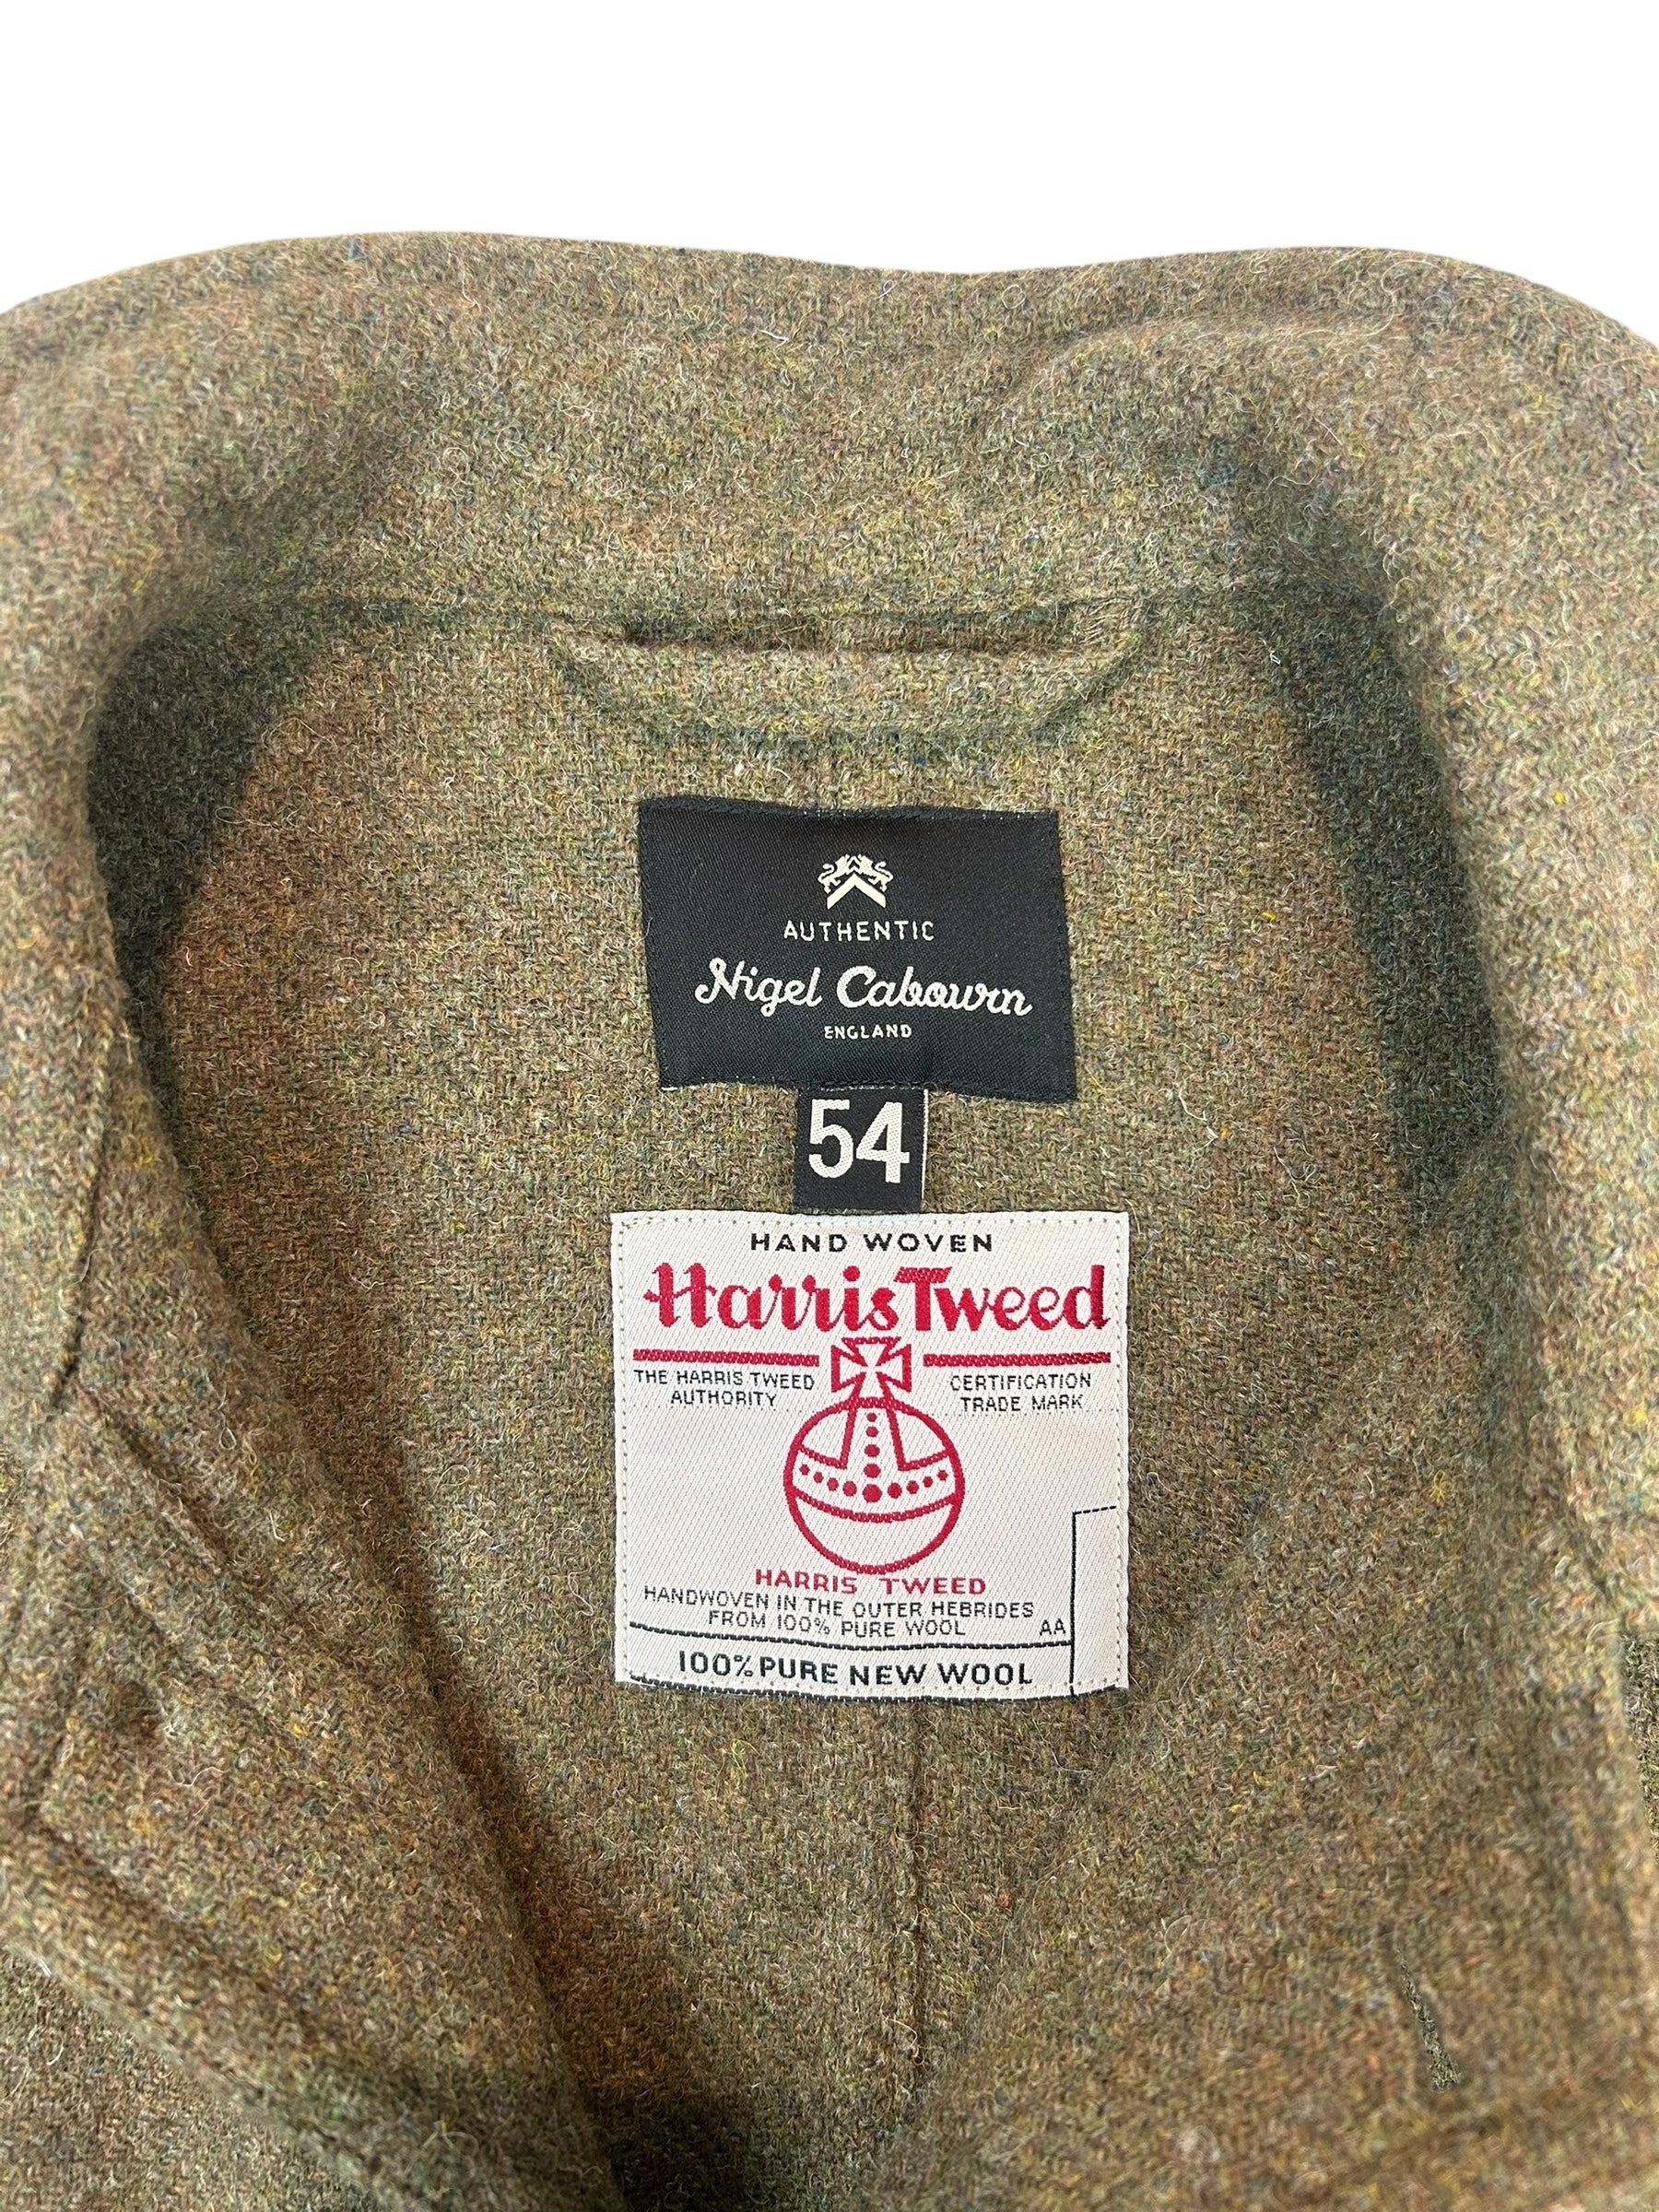 AUTHENTIC
Nigel Cabourn
ENGLAND
54
HAND WOVEN
Harris Tweed
THE HARRIS TWEED AUTHORITY
CERTIFICATION TRADE MARK
HARRIS TWEED
HANDWOVEN IN THE OUTER HEBRIDES
FROM 100% PURE WOOL AA
100% PURE NEW WOOL